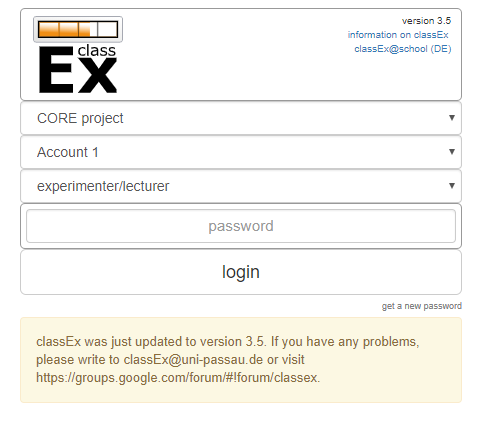 version 3.5
information on classEx
classEx@school (DE)
class
Ex
CORE project
Account 1
experimenter/lecturer
password
login
get a new password
classEx was just updated to version 3.5. If you have any problems,
please write to classEx@uni-passau.de or visit
https://groups.google.com/forum/#!forum/classex.